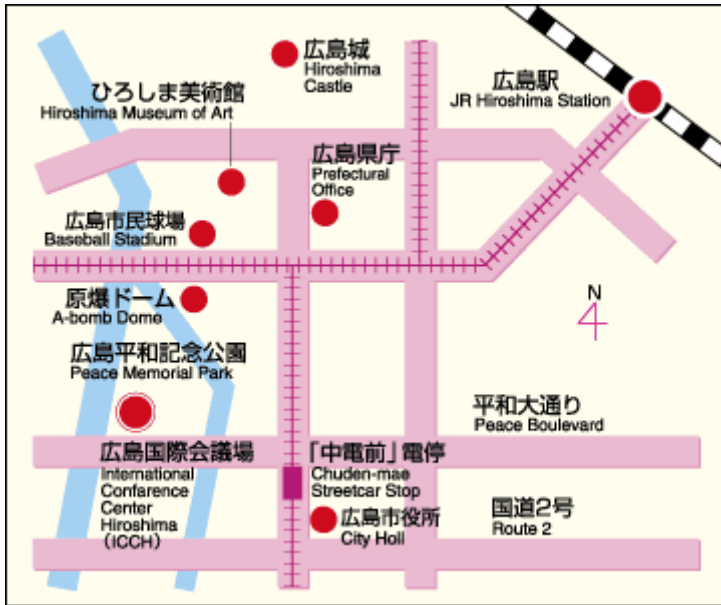 広島城
Hiroshima
Castle
広島駅
JR Hiroshima Station
ひろしま美術館
Hiroshima Museum of Art
広島県庁
Prefectural
Office
広島市民球場
Baseball Stadium
原爆ドーム
A-bomb Dome
N
広島平和記念公園
Peace Memorial Park
平和大通り
Peace Boulevard
広島国際会議場
International
Confarence
Center
Hiroshima
(ICCH)
「中電前」電停
Chuden-mae
Streetcar Stop
国道2号
Route 2
広島市役所
City Holl